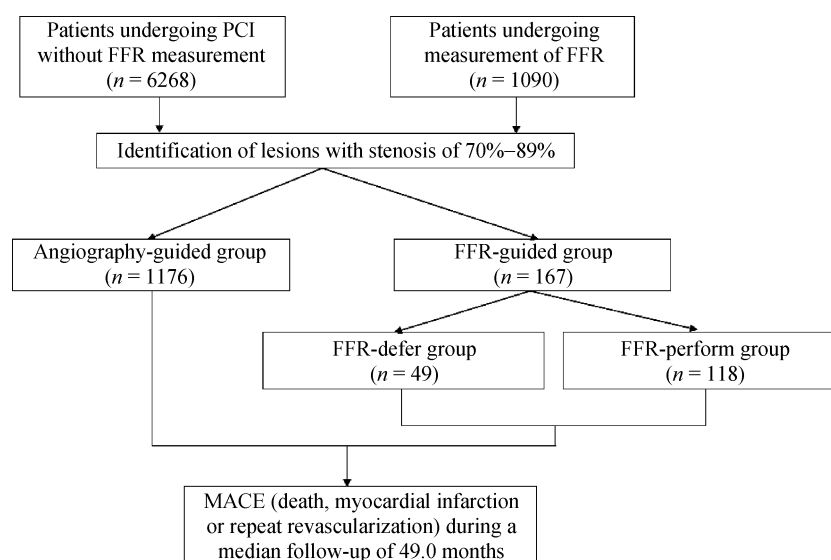 Patients undergoing PCI
without FFR measurement
(n = 6268)
Patients undergoing
measurement of FFR
(n = 1090)
Identification of lesions with stenosis of 70%–89%
Angiography-guided group
(n = 1176)
FFR-guided group
(n = 167)
FFR-defer group
(n = 49)
FFR-perform group
(n = 118)
MACE (death, myocardial infarction
or repeat revascularization) during a
median follow-up of 49.0 months